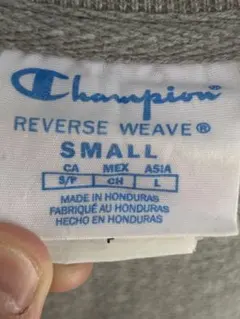 Champion
REVERSE WEAVE®
SMALL
CA MEX ASIA
S/P CH L
MADE IN HONDURAS
FABRIQUÉ AU HONDURAS
HECHO EN HONDURAS